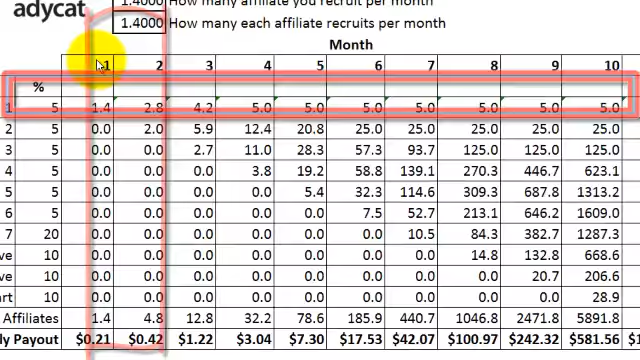 adycat
1.4000 How many affiliate you recruit per month
1.4000 How many each affiliate recruits per month
Month
1 2 3 4 5 6 7 8 9 10
%
1 5 1.4 2.8 4.2 5.0 5.0 5.0 5.0 5.0 5.0 5.0
2 5 0.0 2.0 5.9 12.4 20.8 25.0 25.0 25.0 25.0 25.0
3 5 0.0 0.0 2.7 11.0 28.3 57.3 93.7 125.0 125.0 125.0
4 5 0.0 0.0 0.0 3.8 19.2 58.8 139.1 270.3 446.7 623.1
5 5 0.0 0.0 0.0 0.0 5.4 32.3 114.6 309.3 687.8 1313.2
6 5 0.0 0.0 0.0 0.0 0.0 7.5 52.7 213.1 646.2 1609.0
7 20 0.0 0.0 0.0 0.0 0.0 0.0 10.5 84.3 382.7 1287.3
ve 10 0.0 0.0 0.0 0.0 0.0 0.0 0.0 14.8 132.8 668.6
ve 10 0.0 0.0 0.0 0.0 0.0 0.0 0.0 0.0 20.7 206.6
art 10 0.0 0.0 0.0 0.0 0.0 0.0 0.0 0.0 0.0 28.9
Affiliates 1.4 4.8 12.8 32.2 78.6 185.9 440.7 1046.8 2471.8 5891.8
ly Payout $0.21 $0.42 $1.22 $3.04 $7.30 $17.53 $42.07 $100.97 $242.32 $581.56 $1